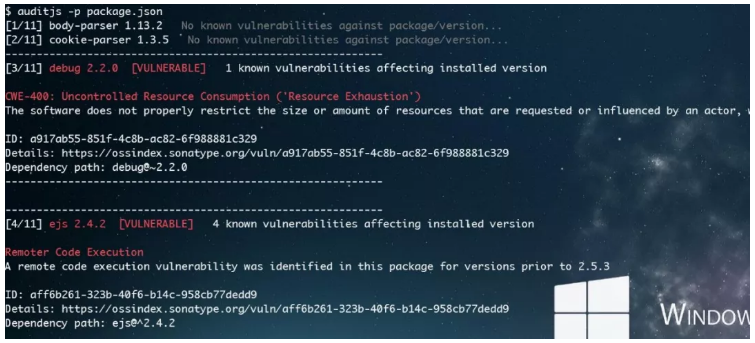 $ auditjs -p package.json
[1/11] body-parser 1.13.2 No known vulnerabilities against package/version...
[2/11] cookie-parser 1.3.5 No known vulnerabilities against package/version...
------------------------------------------------------------
[3/11] debug 2.2.0 [VULNERABLE] 1 known vulnerabilities affecting installed version
CWE-400: Uncontrolled Resource Consumption ('Resource Exhaustion')
The software does not properly restrict the size or amount of resources that are requested or influenced by an actor, w
ID: a917ab55-851f-4c8b-ac82-6f988881c329
Details: https://ossindex.sonatype.org/vuln/a917ab55-851f-4c8b-ac82-6f988881c329
Dependency path: debug@~2.2.0
------------------------------------------------------------
------------------------------------------------------------
[4/11] ejs 2.4.2 [VULNERABLE] 4 known vulnerabilities affecting installed version
Remoter Code Execution
A remote code execution vulnerability was identified in this package for versions prior to 2.5.3
ID: aff6b261-323b-40f6-b14c-958cb77dedd9
Details: https://ossindex.sonatype.org/vuln/aff6b261-323b-40f6-b14c-958cb77dedd9
Dependency path: ejs@^2.4.2
WINDOW